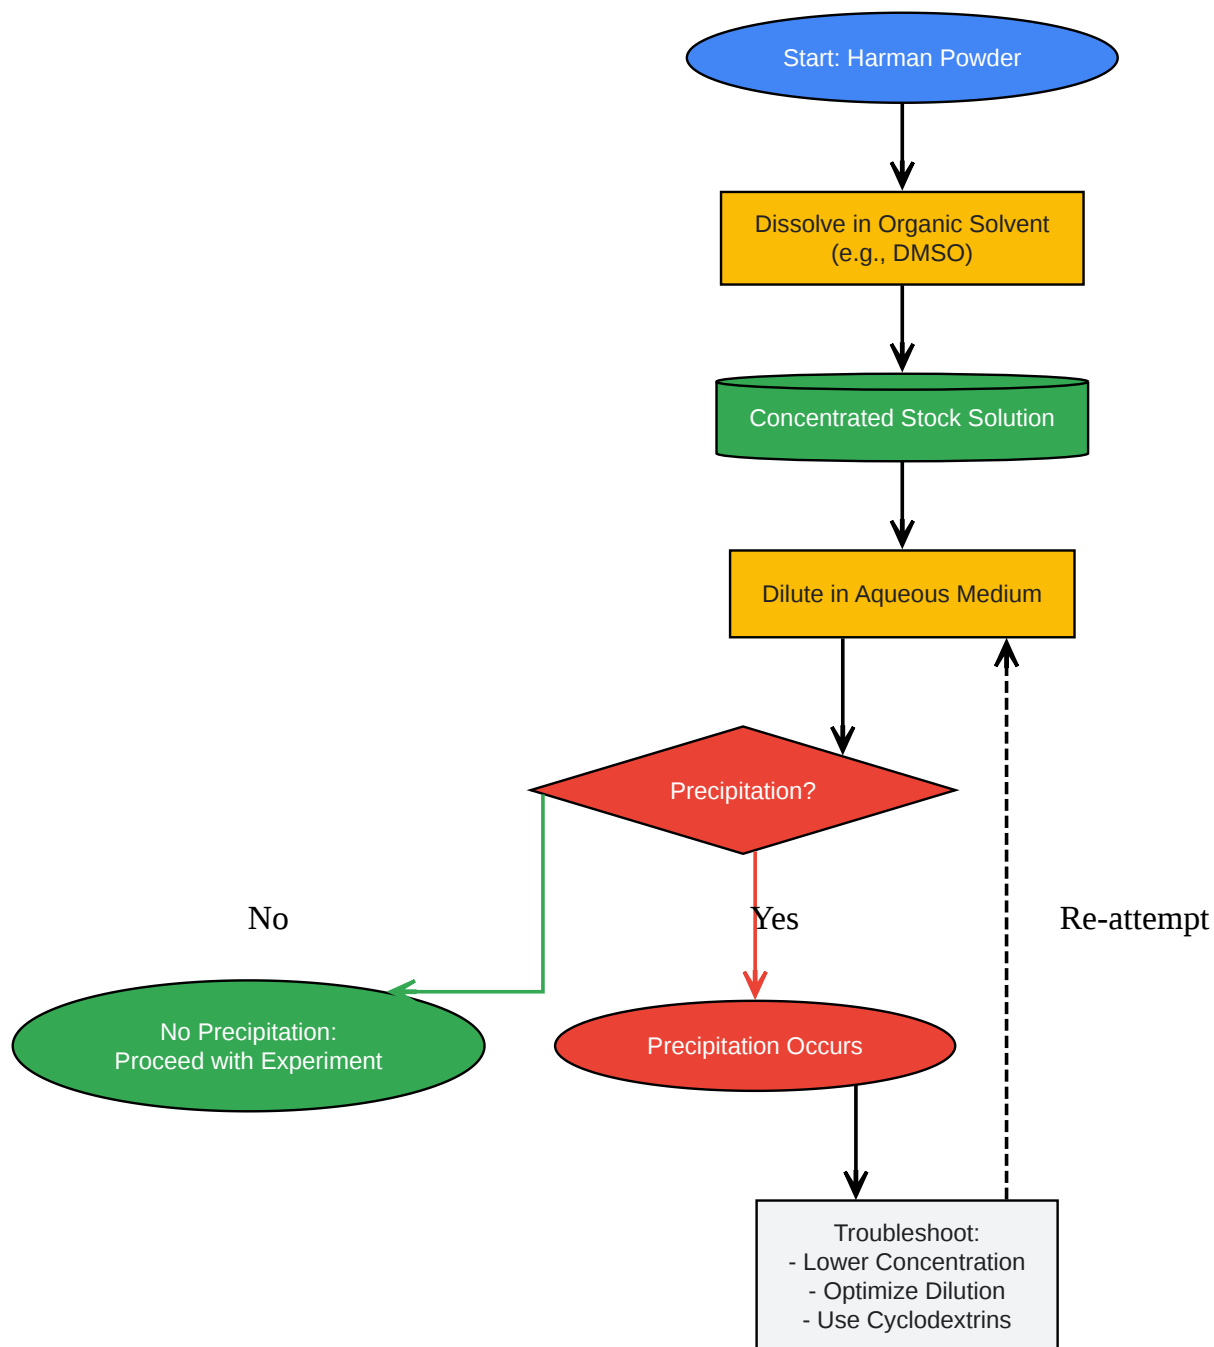 Start: Harman Powder
Dissolve in Organic Solvent
(e.g., DMSO)
Concentrated Stock Solution
Dilute in Aqueous Medium
Precipitation?
No
Yes
Re-attempt
No Precipitation:
Proceed with Experiment
Precipitation Occurs
Troubleshoot:
- Lower Concentration
- Optimize Dilution
- Use Cyclodextrins